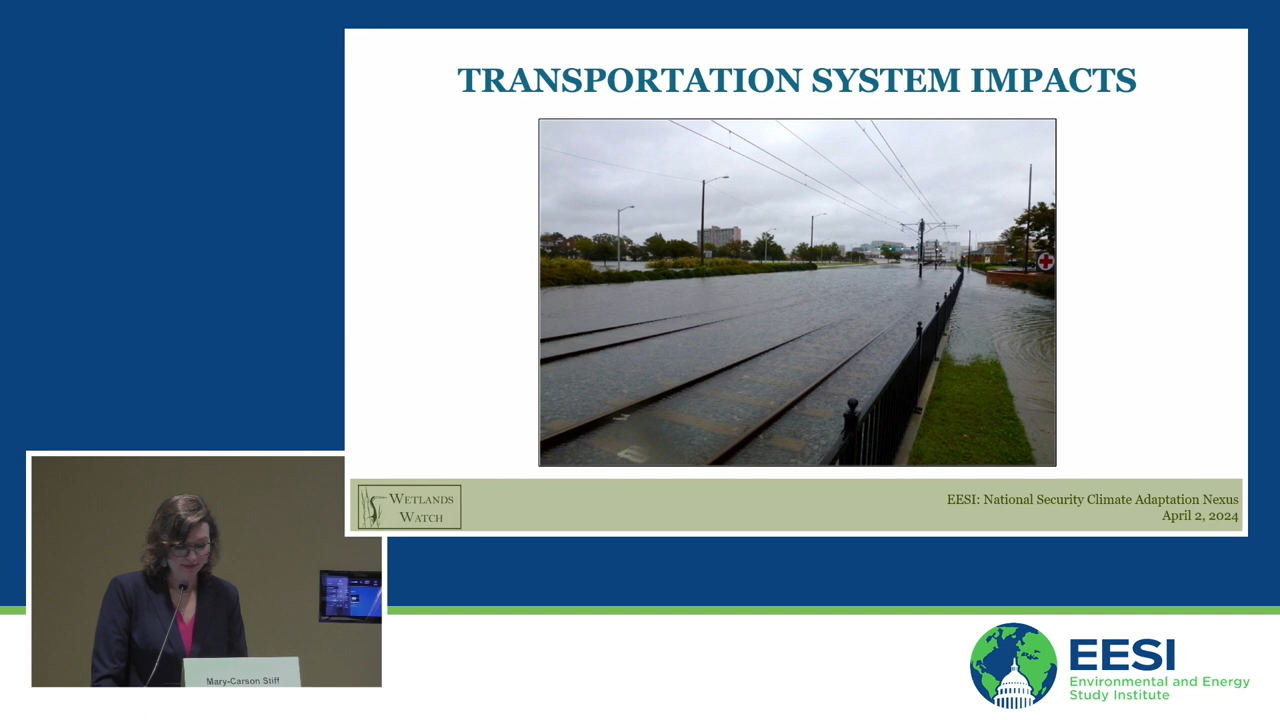 TRANSPORTATION SYSTEM IMPACTS
WETLANDS
WATCH
EESI: National Security Climate Adaptation Nexus
April 2, 2024
Mary-Carson Stiff
EESI
Environmental and Energy
Study Institute